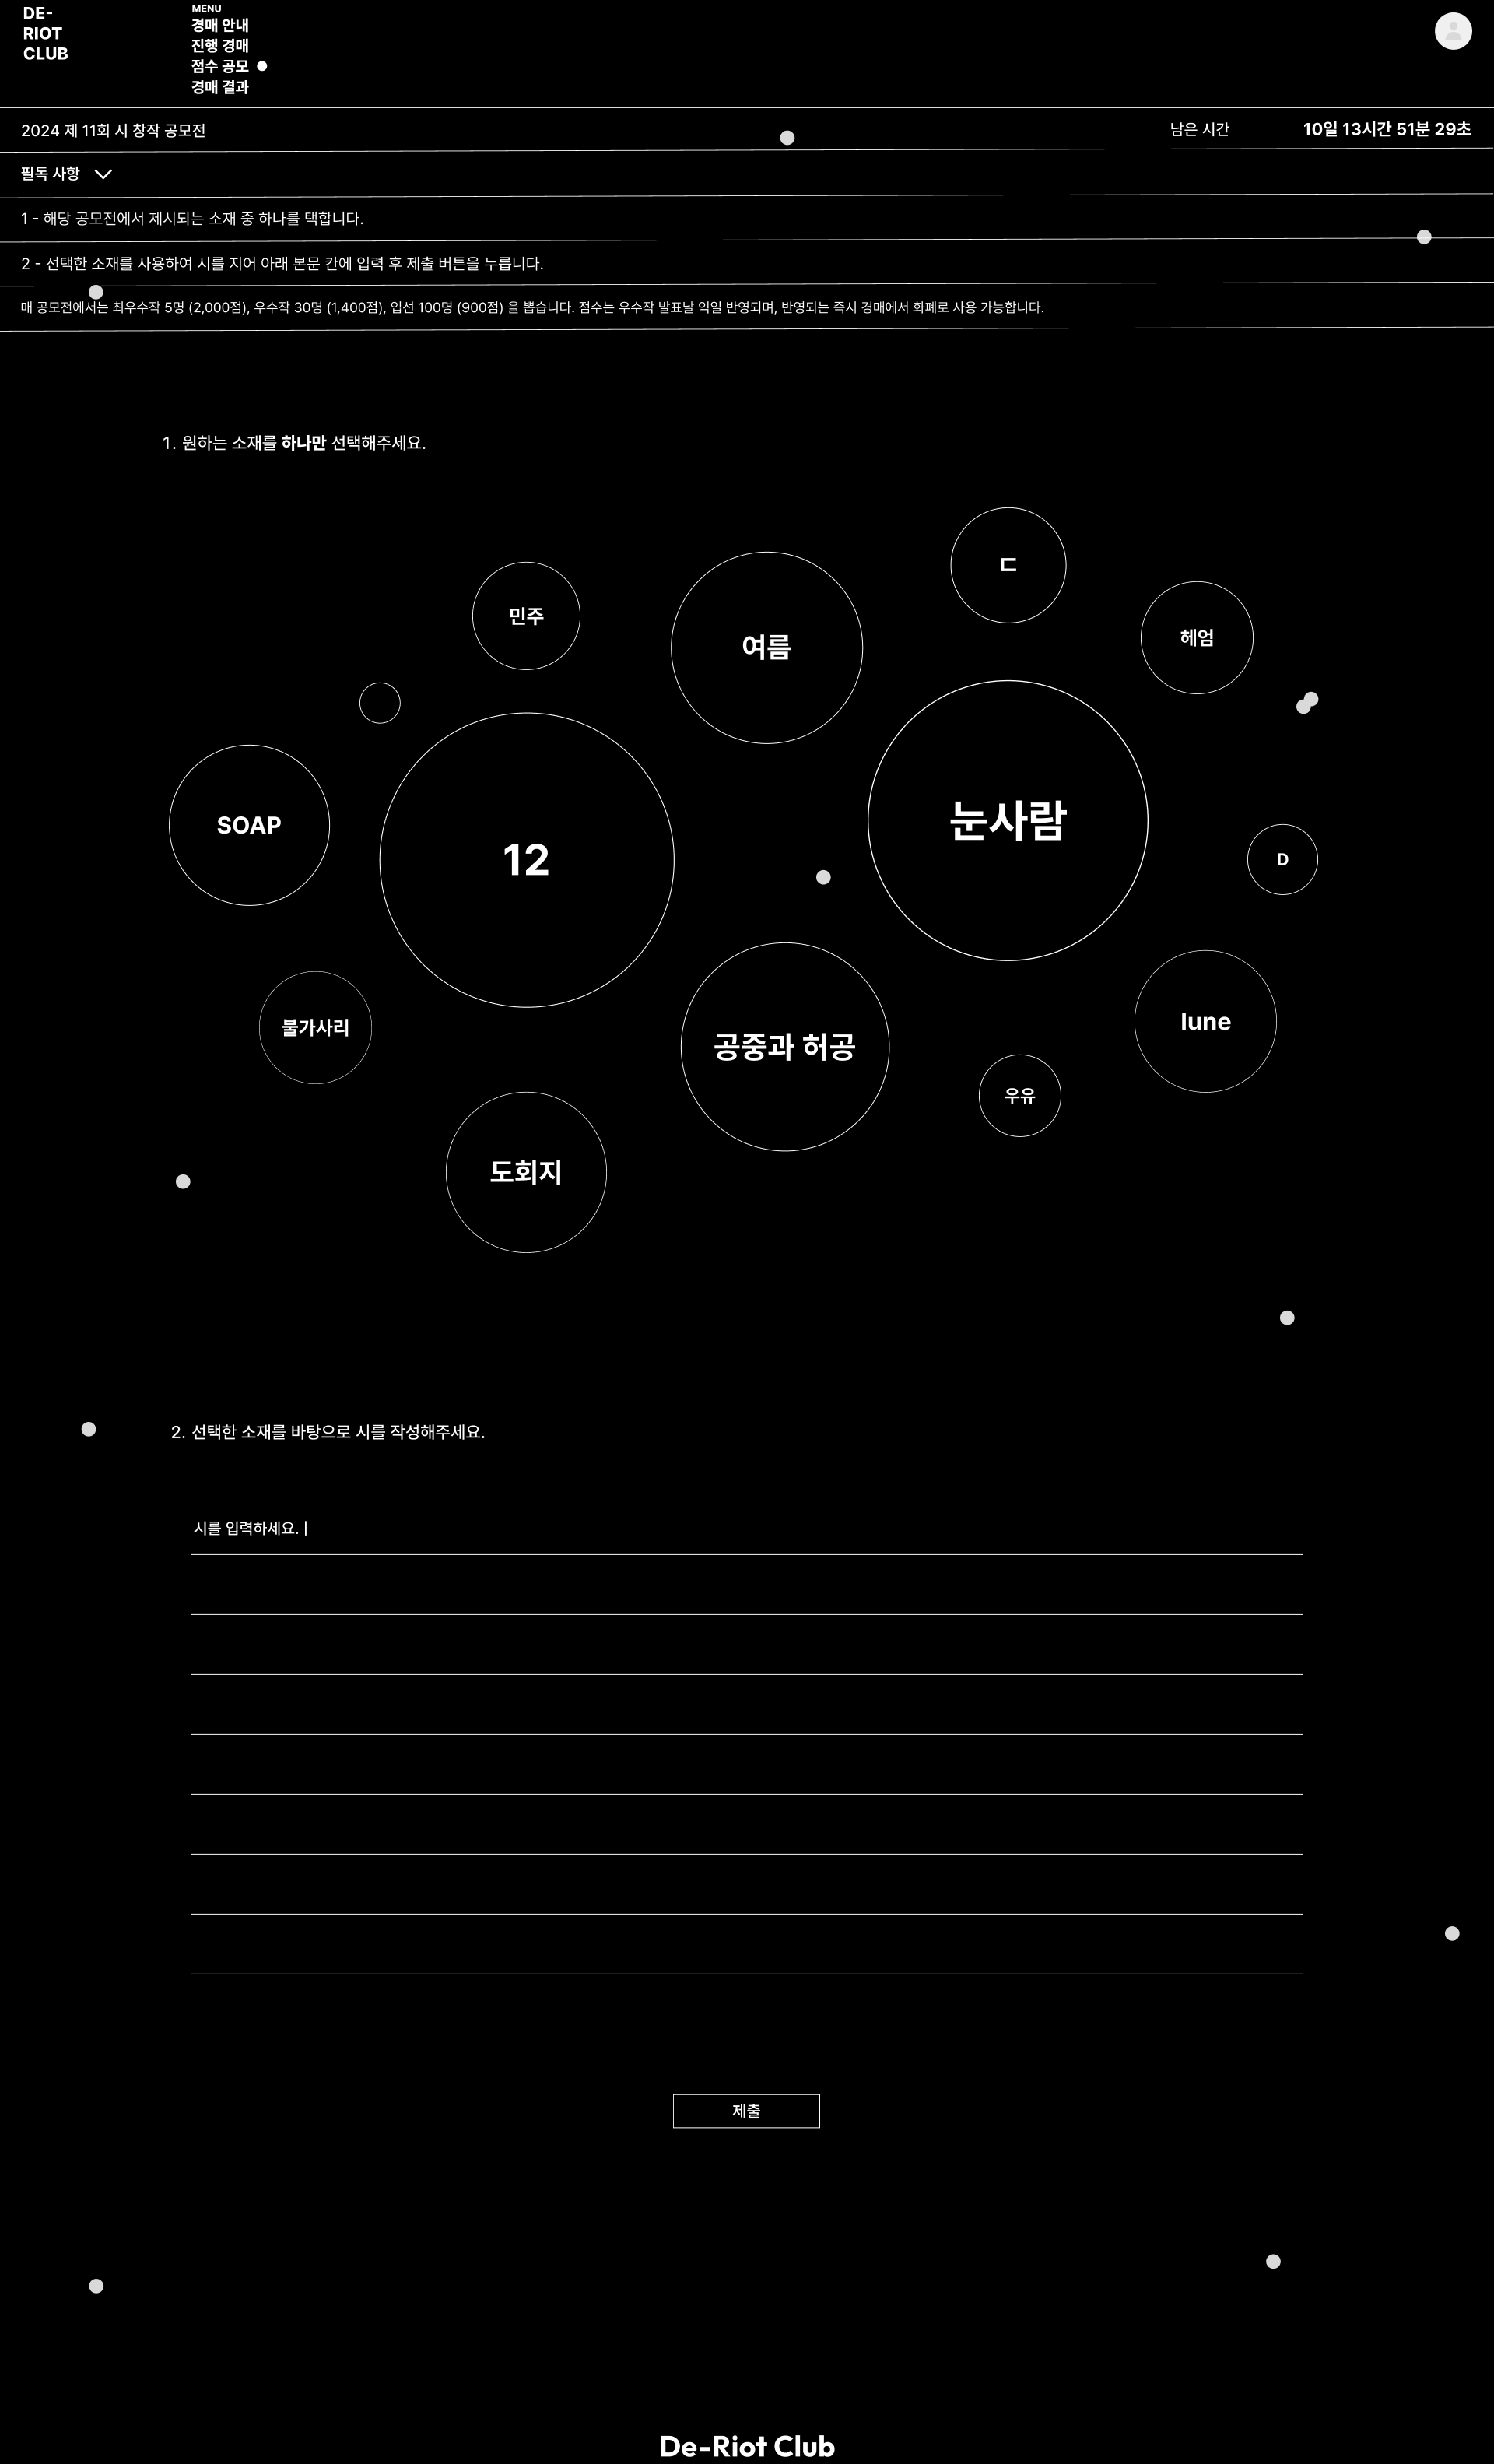 DE-
RIOT
CLUB
MENU
경매 안내
진행 경매
점수 공모
경매 결과
2024 제 11회 시 창작 공모전
남은 시간
10일 13시간 51분 29초
필독 사항
1 - 해당 공모전에서 제시되는 소재 중 하나를 택합니다.
2 - 선택한 소재를 사용하여 시를 지어 아래 본문 칸에 입력 후 제출 버튼을 누릅니다.
매 공모전에서는 최우수작 5명 (2,000점), 우수작 30명 (1,400점), 입선 100명 (900점) 을 뽑습니다. 점수는 우수작 발표날 익일 반영되며, 반영되는 즉시 경매에서 화폐로 사용 가능합니다.
1. 원하는 소재를 하나만 선택해주세요.
ㄷ
민주
여름
헤엄
SOAP
12
눈사람
D
불가사리
공중과 허공
lune
우유
도회지
2. 선택한 소재를 바탕으로 시를 작성해주세요.
시를 입력하세요. |
제출
De-Riot Club